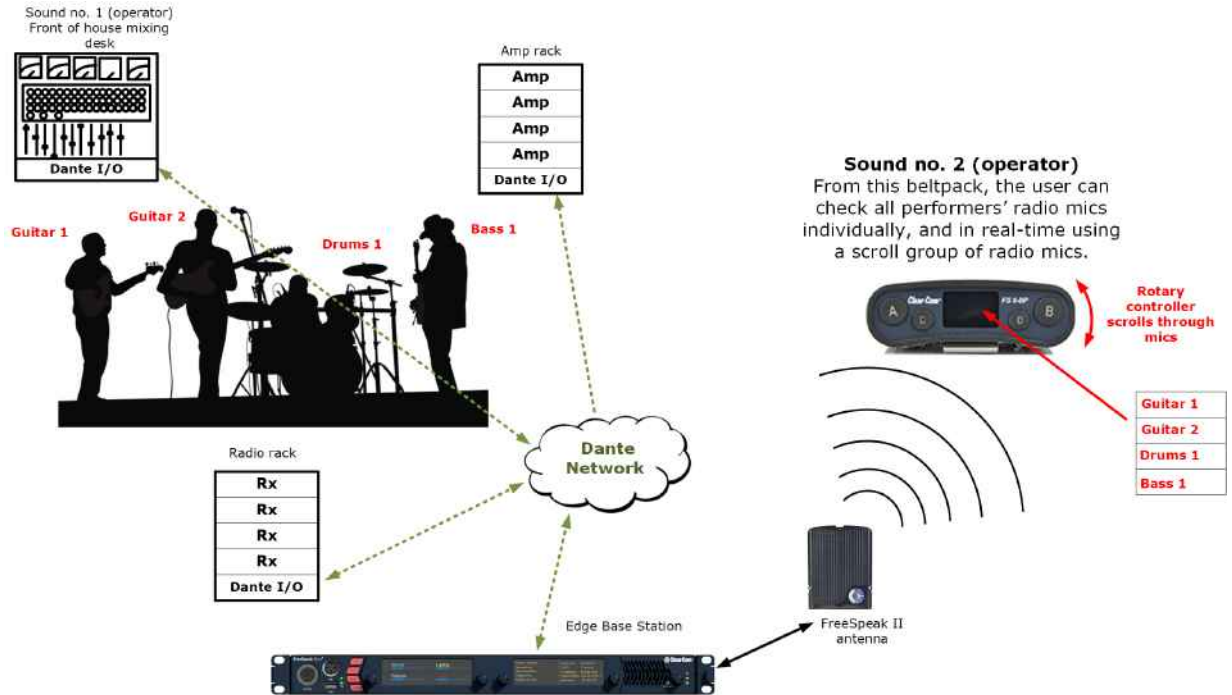 Sound no. 1 (operator)
Front of house mixing
desk
Dante I/O
Amp rack
Amp
Amp
Amp
Amp
Dante I/O
Guitar 1
Guitar 2
Drums 1
Bass 1
Sound no. 2 (operator)
From this beltpack, the user can
check all performers’ radio mics
individually, and in real-time using
a scroll group of radio mics.
Clear-Com
A
C
D
B
Rotary
controller
scrolls through
mics
Guitar 1
Guitar 2
Drums 1
Bass 1
Dante
Network
Radio rack
Rx
Rx
Rx
Rx
Dante I/O
FreeSpeak II
antenna
Edge Base Station
Clear-Com